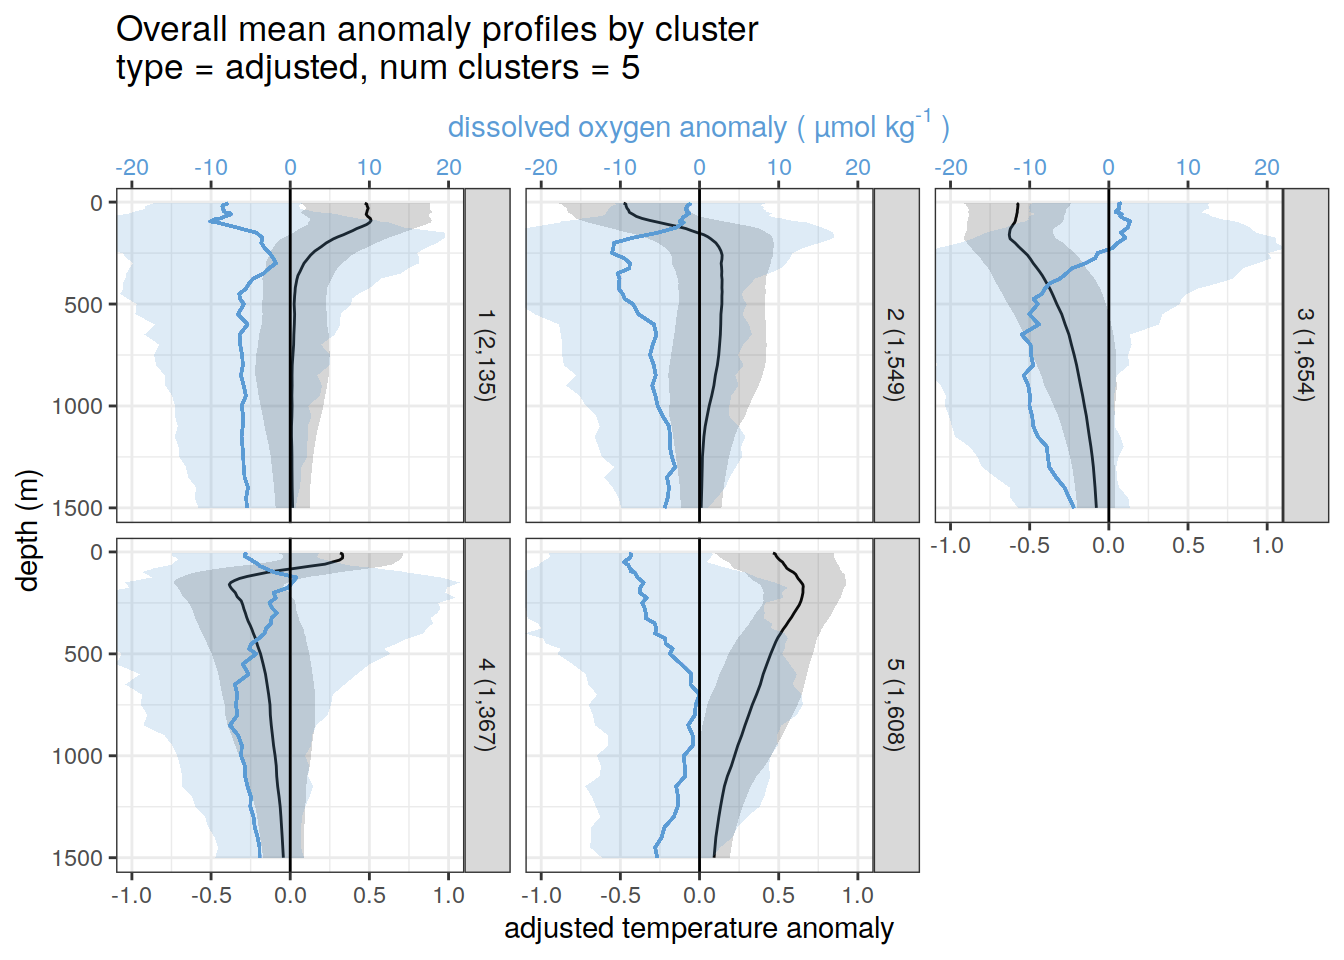 Overall mean anomaly profiles by cluster
type = adjusted, num clusters = 5
dissolved oxygen anomaly ( µmol kg⁻¹ )
-20 -10 0 10 20 -20 -10 0 10 20 -20 -10 0 10 20
0
500
1000
1500
1 (2,135)
2 (1,549)
3 (1,654)
-1.0 -0.5 0.0 0.5 1.0
depth (m)
0
500
1000
1500
4 (1,367)
5 (1,608)
-1.0 -0.5 0.0 0.5 1.0 -1.0 -0.5 0.0 0.5 1.0
adjusted temperature anomaly